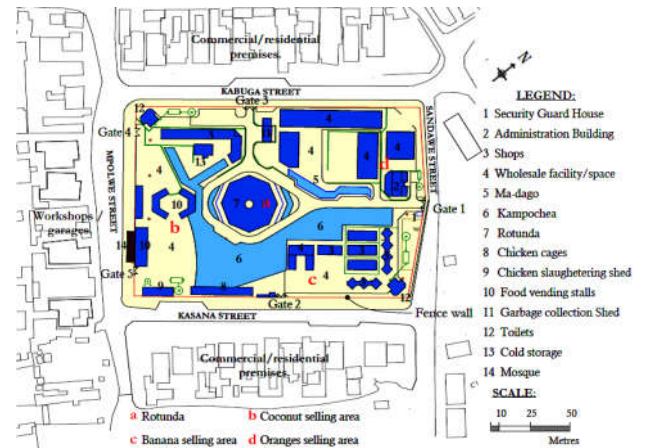 Commercial/residential
premises.
KABUGA STREET
Gate 3
12
Gate 4
SANDAWE STREET
MPOLWE STREET
N
LEGEND:
1 Security Guard House
2 Administration Building
3 Shops
4 Wholesale facility/space
5 Ma-dago
6 Kampochea
7 Rotunda
8 Chicken cages
9 Chicken slaughetering shed
10 Food vending stalls
11 Garbage collection Shed
12 Toilets
13 Cold storage
14 Mosque
SCALE:
10 25 50
Metres
3
4
4
4
4
4
13
4
5
d
2
Gate 1
1
10
7
a
6
b
Workshops /
garages.
14
10
4
6
4
3
3
c
4
Gate 5
9
8
12
Gate 2
Fence wall
KASANA STREET
Commercial/residential
premises.
a Rotunda b Coconut selling area
c Banana selling area d Oranges selling area